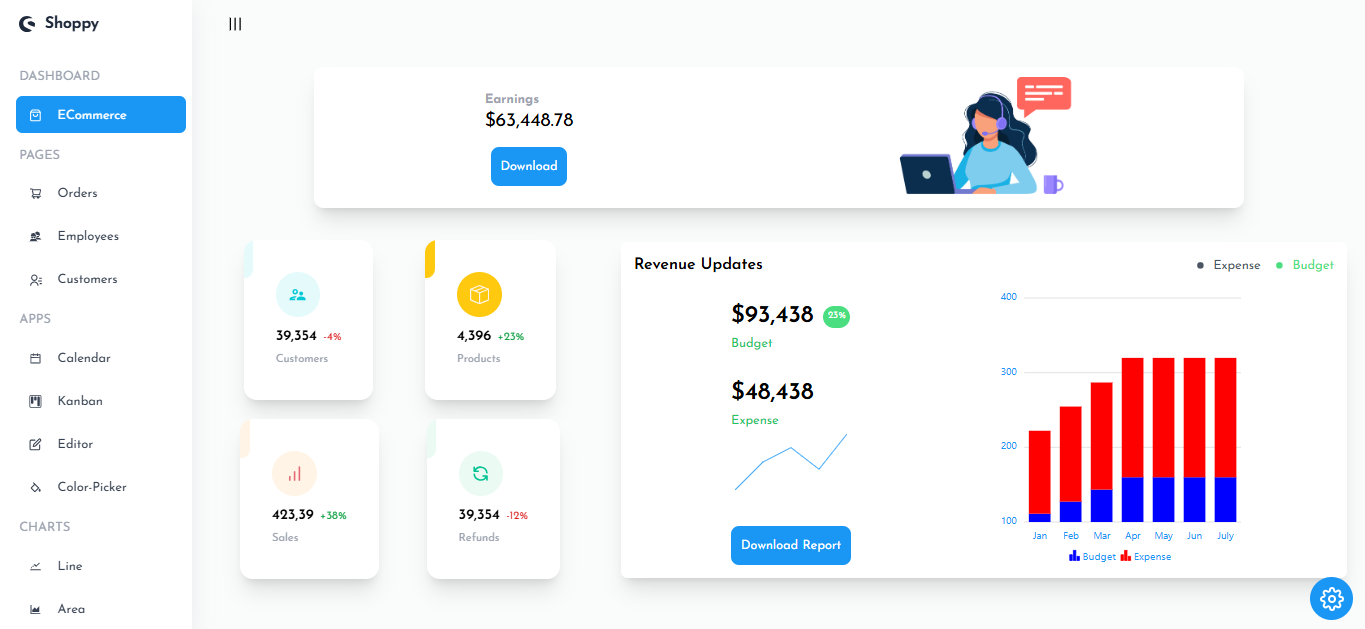 Shoppy
DASHBOARD
ECommerce
PAGES
Orders
Employees
Customers
APPS
Calendar
Kanban
Editor
Color-Picker
CHARTS
Line
Area
Earnings
$63,448.78
Download
39,354 -4%
Customers
4,396 +23%
Products
423,39 +38%
Sales
39,354 -12%
Refunds
Revenue Updates
Expense Budget
$93,438 23%
Budget
$48,438
Expense
Download Report
400
300
200
100
Jan Feb Mar Apr May Jun July
Budget Expense